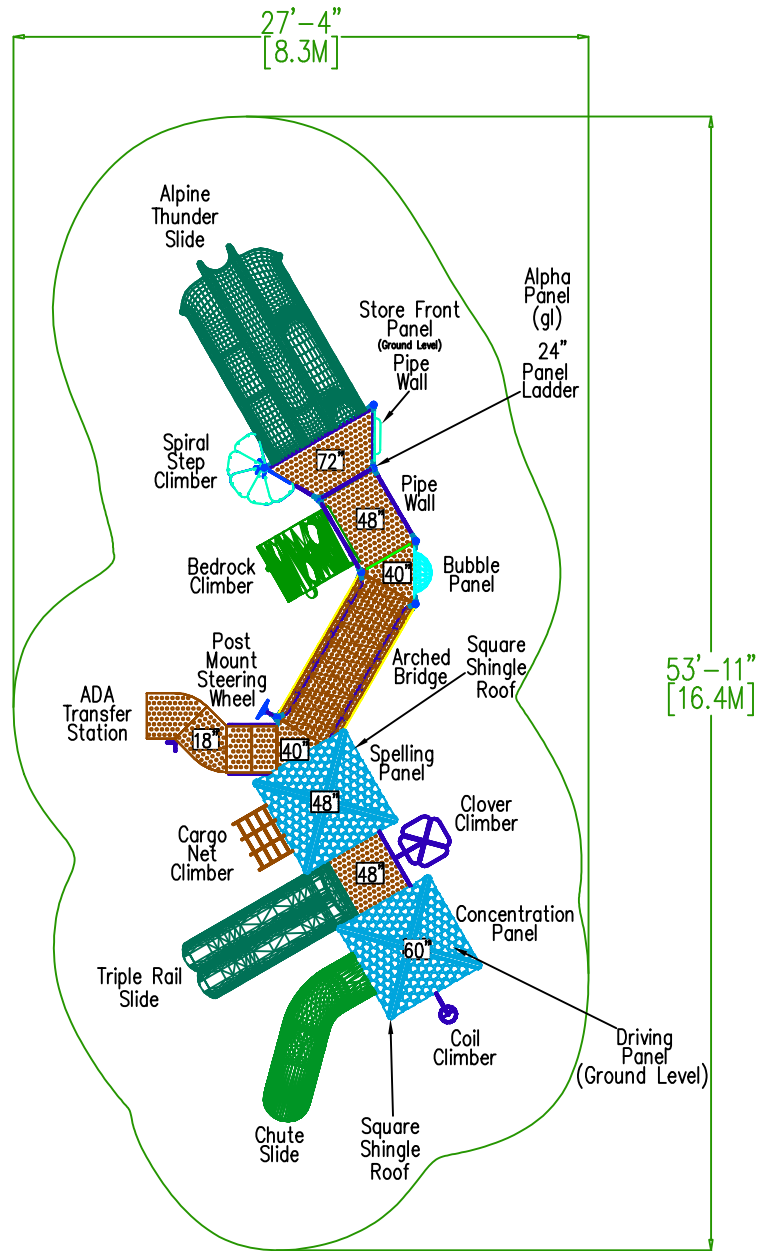 27'-4"
[8.3M]
Alpine
Thunder
Slide
Alpha
Panel
(gl)
Store Front
Panel
(Ground Level)
Pipe
Wall
24"
Panel
Ladder
Spiral
Step
Climber
72"
Pipe
Wall
48"
Bedrock
Climber
40"
Bubble
Panel
Post
Mount
Steering
Wheel
Arched
Bridge
Square
Shingle
Roof
53'-11"
[16.4M]
ADA
Transfer
Station
18"
40"
Spelling
Panel
48"
Clover
Climber
Cargo
Net
Climber
48"
Concentration
Panel
60"
Triple Rail
Slide
Coil
Climber
Driving
Panel
(Ground Level)
Chute
Slide
Square
Shingle
Roof